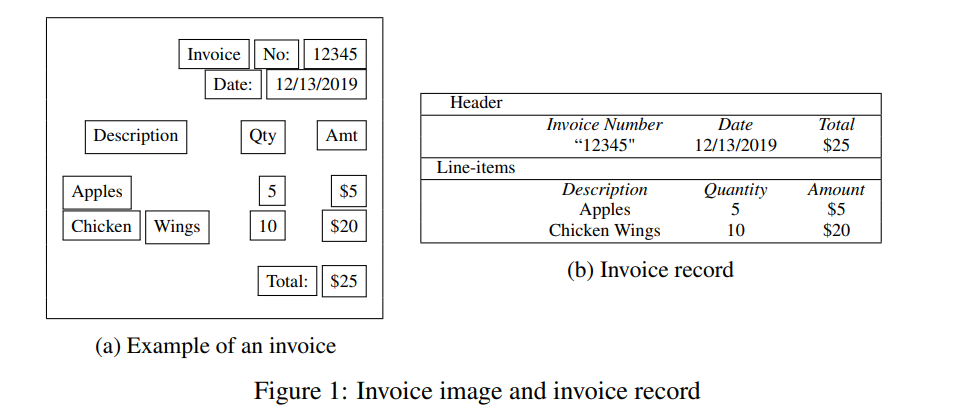 Invoice No: 12345
Date: 12/13/2019
Description Qty Amt
Apples 5 $5
Chicken Wings 10 $20
Total: $25
(a) Example of an invoice
Header
Invoice Number Date Total
“12345" 12/13/2019 $25
Line-items
Description Quantity Amount
Apples 5 $5
Chicken Wings 10 $20
(b) Invoice record
Figure 1: Invoice image and invoice record